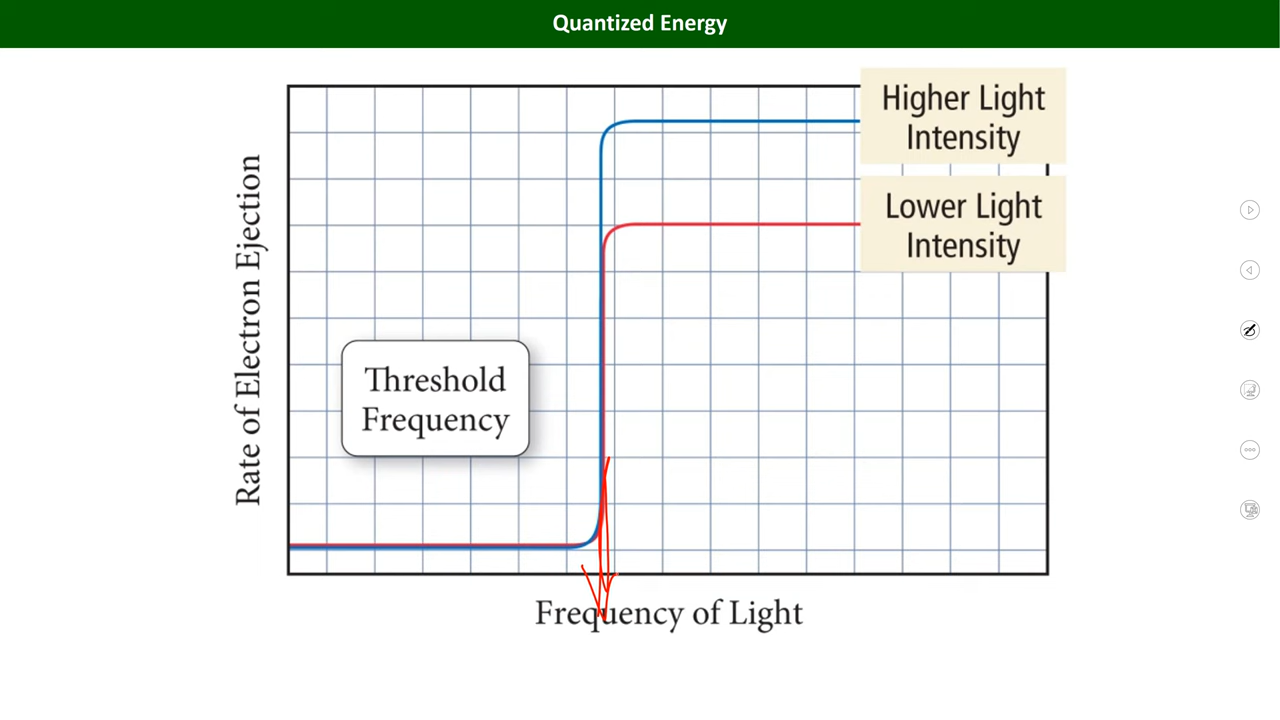 Quantized Energy
Higher Light
Intensity
Lower Light
Intensity
Rate of Electron Ejection
Threshold
Frequency
Frequency of Light